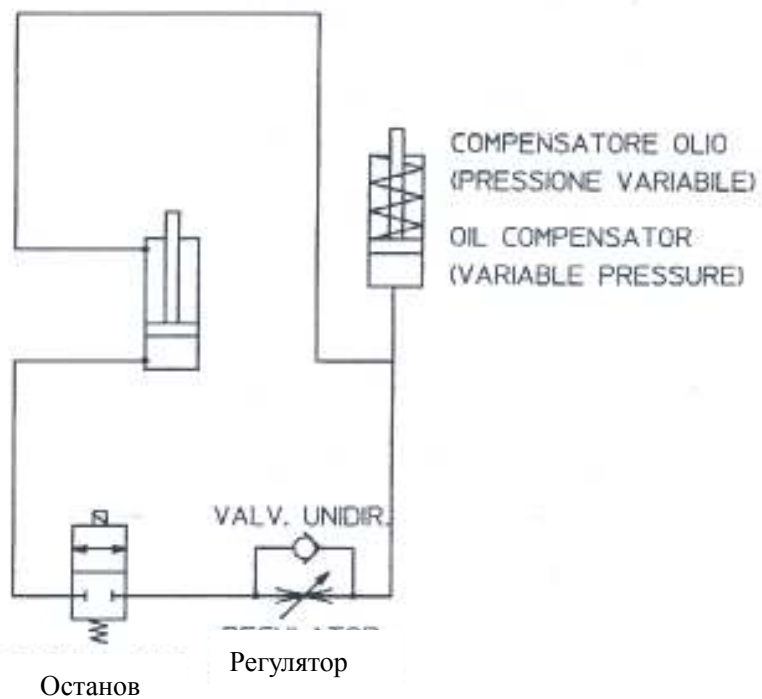 COMPENSATORE OLIO
(PRESSIONE VARIABILE)
OIL COMPENSATOR
(VARIABLE PRESSURE)
VALV. UNIDIR.
Регулятор
Останов